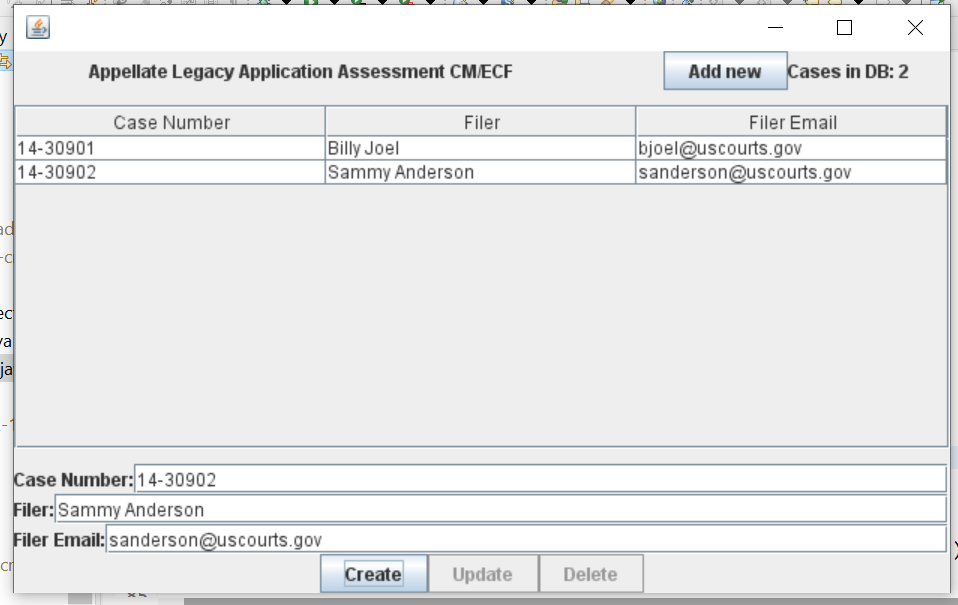 Appellate Legacy Application Assessment CM/ECF Add new Cases in DB: 2
Case Number Filer Filer Email
14-30901 Billy Joel bjoel@uscourts.gov
14-30902 Sammy Anderson sanderson@uscourts.gov
Case Number: 14-30902
Filer: Sammy Anderson
Filer Email: sanderson@uscourts.gov
Create Update Delete